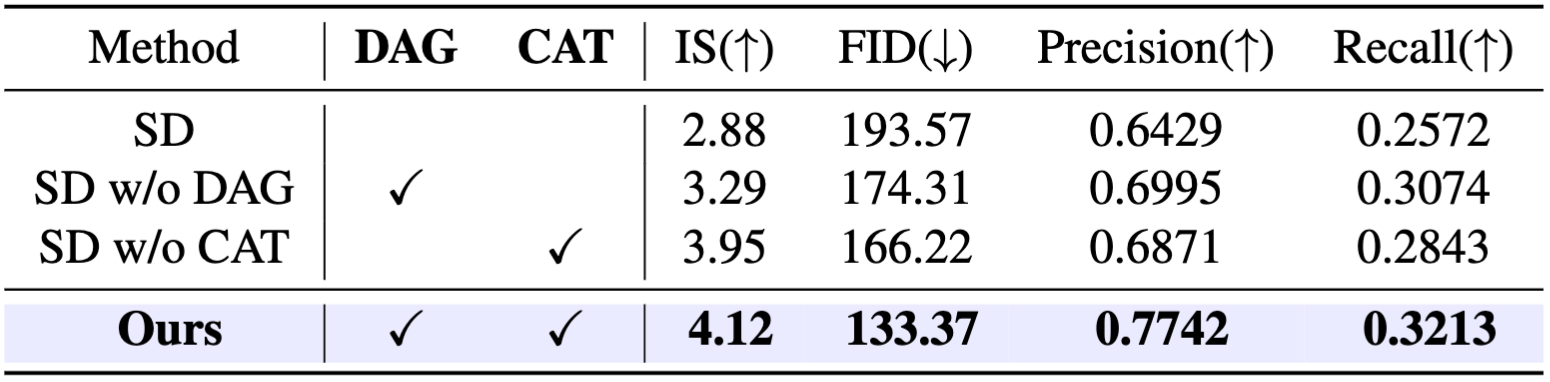 Method DAG CAT IS(↑) FID(↓) Precision(↑) Recall(↑)
SD 2.88 193.57 0.6429 0.2572
SD w/o DAG ✓ 3.29 174.31 0.6995 0.3074
SD w/o CAT ✓ 3.95 166.22 0.6871 0.2843
Ours ✓ ✓ 4.12 133.37 0.7742 0.3213